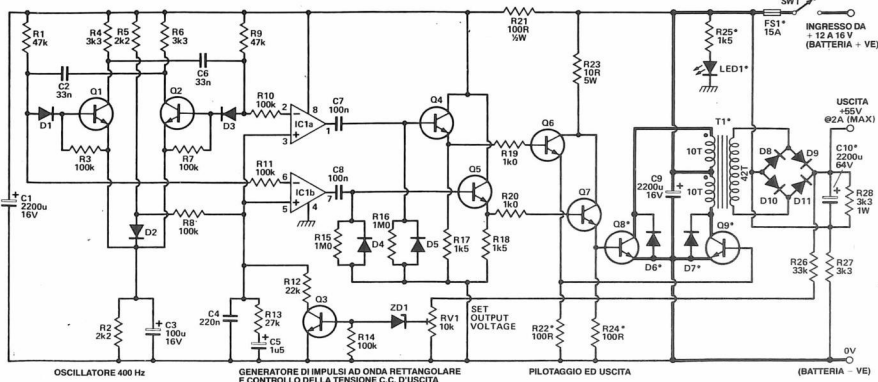 R1
47k
R4
3k3
R5
2k2
R6
3k3
R9
47k
C2
33n
C6
33n
Q1
Q2
D1
D3
R3
100k
R7
100k
R10
100k
R11
100k
2
3
8
1
IC1a
6
5
4
7
IC1b
C7
100n
C8
100n
Q4
Q5
R21
100R
½W
R23
10R
5W
Q6
Q7
R19
1k0
R20
1k0
C1
2200u
16V
D2
R8
100k
R2
2k2
C3
100u
16V
C4
220n
R12
22k
R13
27k
C5
1u5
Q3
R14
100k
ZD1
RV1
10k
SET
OUTPUT
VOLTAGE
R15
1M0
D4
R16
1M0
D5
R17
1k5
R18
1k5
R22*
100R
R24*
100R
Q8*
D6*
D7*
Q9*
C9
2200u
16V
T1*
10T
10T
42T
R25*
1k5
LED1*
FS1*
15A
SW1
INGRESSO DA
+ 12 A 16 V
(BATTERIA + VE)
USCITA
+55V
@2A (MAX)
D8
D9
D10
D11
C10*
2200u
64V
R28
3k3
1W
R26
33k
R27
3k3
0V
(BATTERIA – VE)
OSCILLATORE 400 Hz
GENERATORE DI IMPULSI AD ONDA RETTANGOLARE
E CONTROLLO DELLA TENSIONE C.C. D'USCITA
PILOTAGGIO ED USCITA